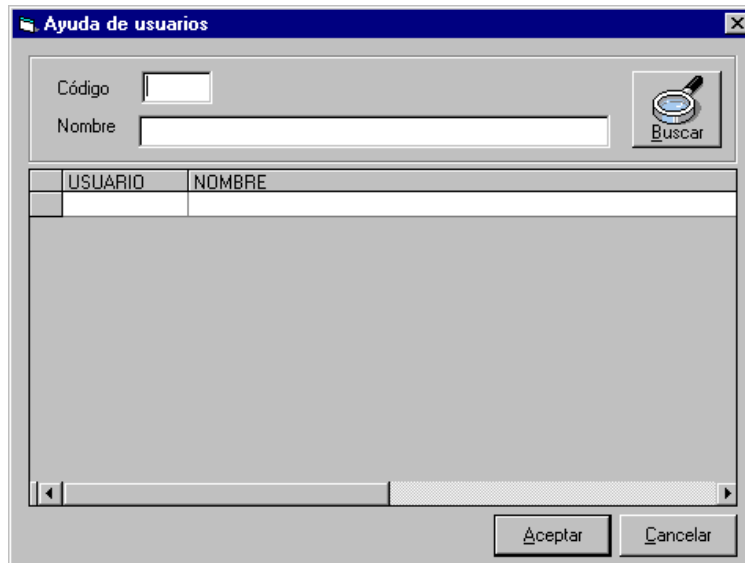 Ayuda de usuarios
Código
Nombre
Buscar
USUARIO NOMBRE
Aceptar Cancelar